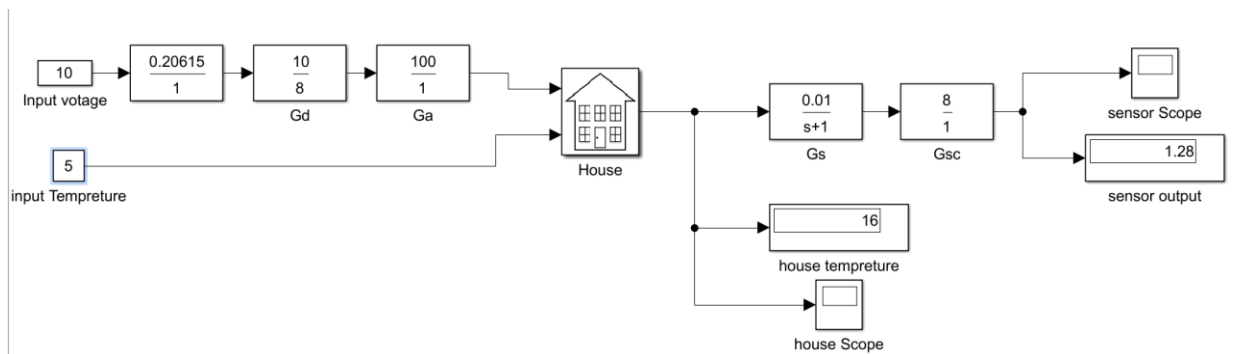 10
Input votage
0.20615
1
10
8
Gd
100
1
Ga
5
input Tempreture
House
0.01
s+1
Gs
8
1
Gsc
sensor Scope
1.28
sensor output
16
house tempreture
house Scope